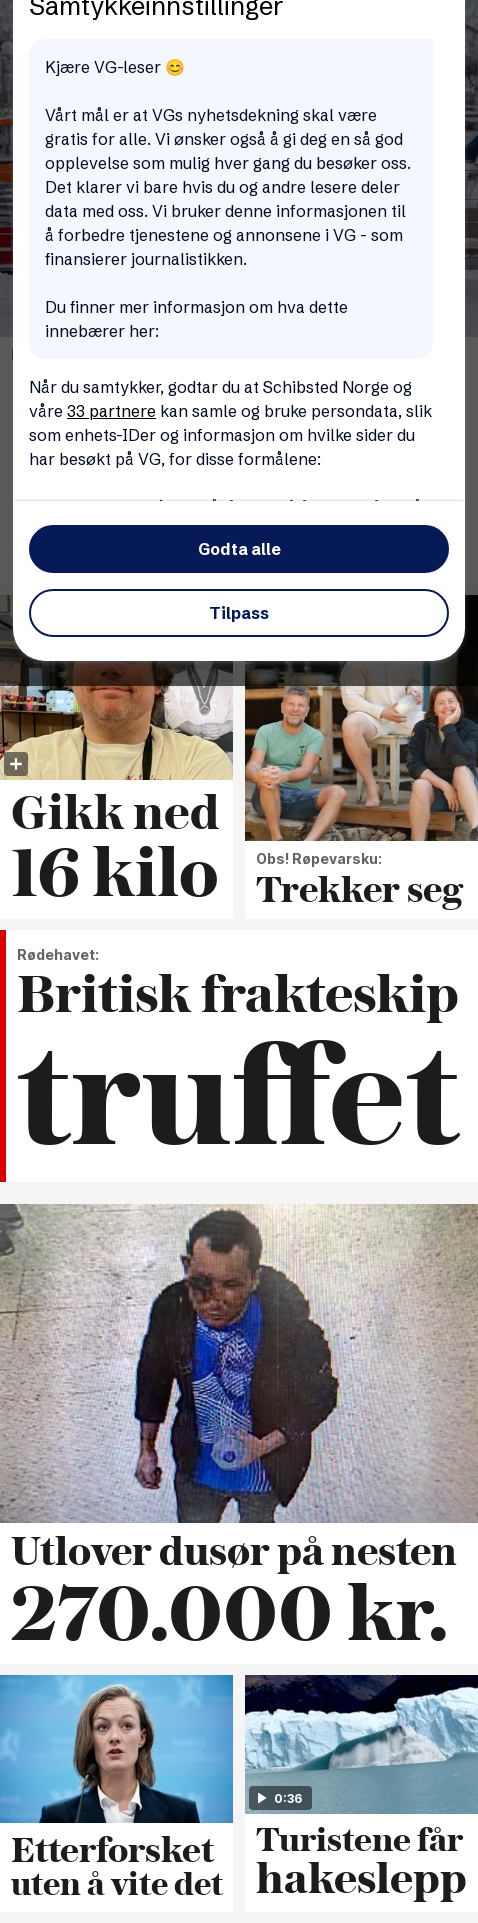 Samtykkeinnstillinger
Kjære VG-leser 😊
Vårt mål er at VGs nyhetsdekning skal være
gratis for alle. Vi ønsker også å gi deg en så god
opplevelse som mulig hver gang du besøker oss.
Det klarer vi bare hvis du og andre lesere deler
data med oss. Vi bruker denne informasjonen til
å forbedre tjenestene og annonsene i VG - som
finansierer journalistikken.
Du finner mer informasjon om hva dette
innebærer her:
Når du samtykker, godtar du at Schibsted Norge og
våre 33 partnere kan samle og bruke persondata, slik
som enhets-IDer og informasjon om hvilke sider du
har besøkt på VG, for disse formålene:
Godta alle
Tilpass
Gikk ned
16 kilo
Obs! Røpevarsku:
Trekker seg
Rødehavet:
Britisk frakteskip
truffet
Utlover dusør på nesten
270.000 kr.
Etterforsket
uten å vite det
0:36
Turistene får
hakeslepp